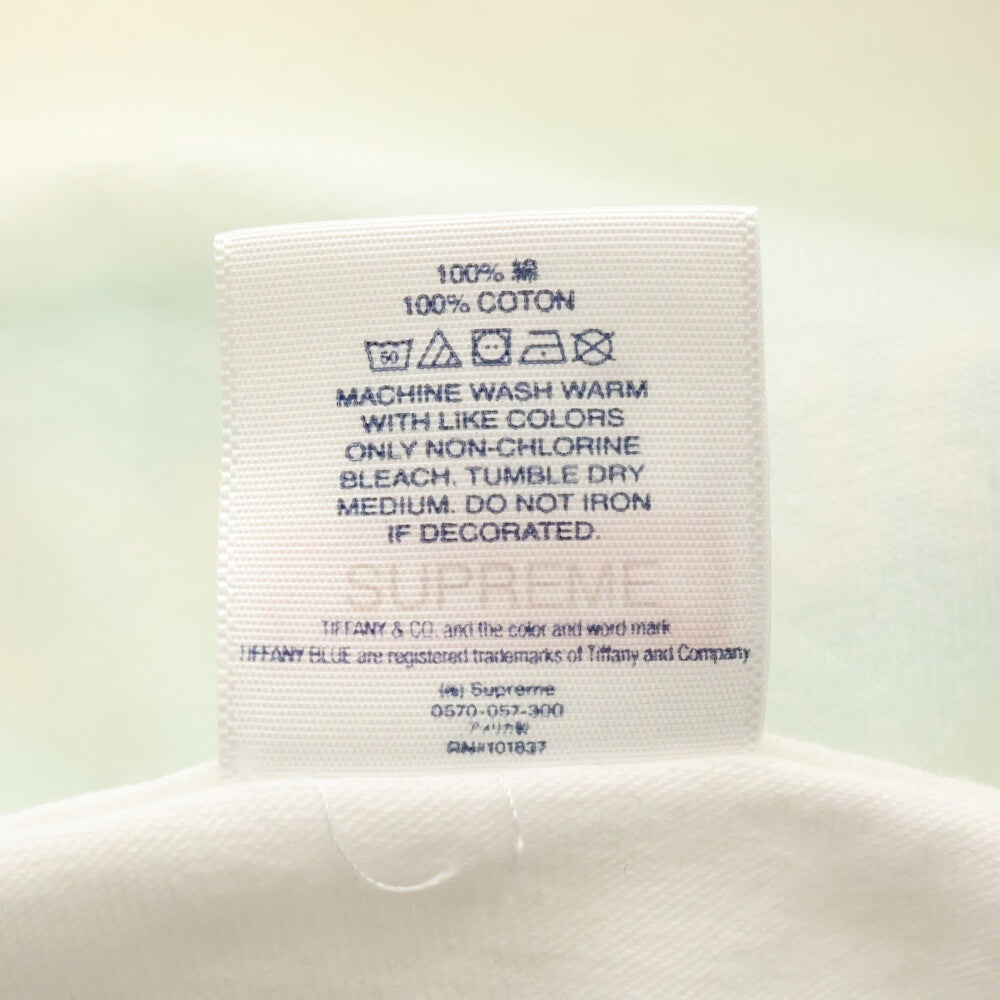 100% 綿
100% COTON
50
MACHINE WASH WARM
WITH LIKE COLORS
ONLY NON-CHLORINE
BLEACH. TUMBLE DRY
MEDIUM. DO NOT IRON
IF DECORATED.
SUPREME
TIFFANY & CO. and the color and word mark
TIFFANY BLUE are registered trademarks of Tiffany and Company
(株) Supreme
0570-057-300
アメリカ製
RN#101837